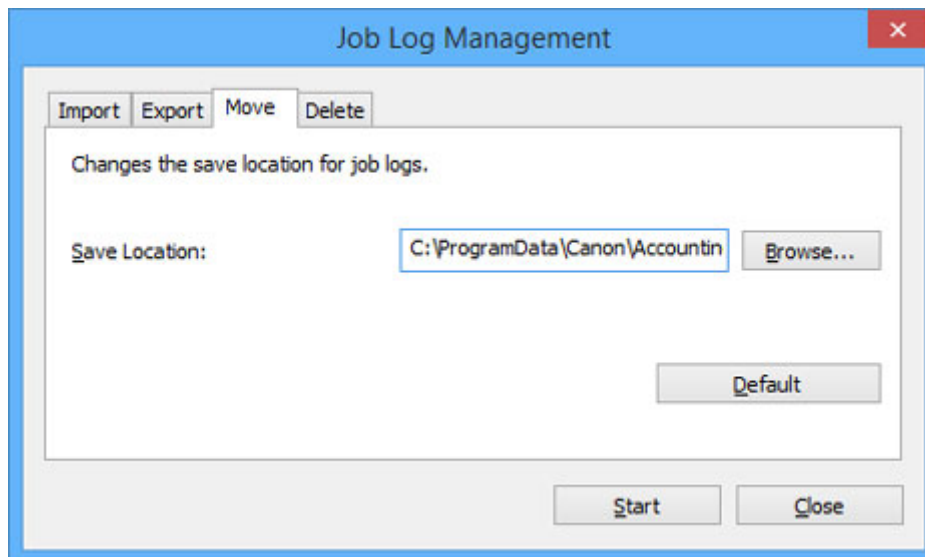 Job Log Management
Import Export Move Delete
Changes the save location for job logs.
Save Location: C:\ProgramData\Canon\Accountin Browse...
Default
Start Close